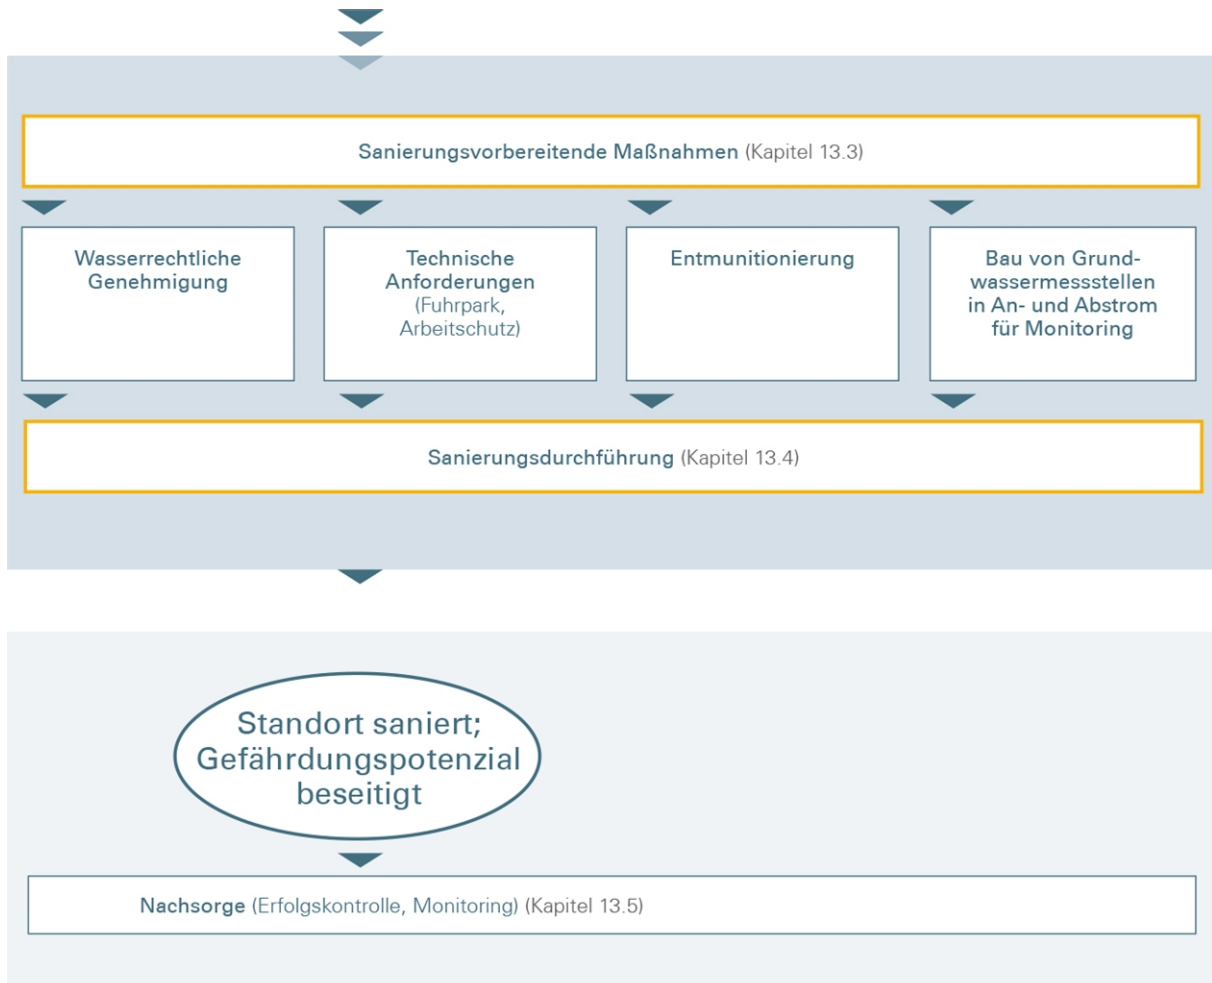 Sanierungsvorbereitende Maßnahmen (Kapitel 13.3)
Wasserrechtliche
Genehmigung
Technische
Anforderungen
(Fuhrpark,
Arbeitschutz)
Entmunitionierung
Bau von Grund-
wassermessstellen
in An- und Abstrom
für Monitoring
Sanierungsdurchführung (Kapitel 13.4)
Standort saniert;
Gefährdungspotenzial
beseitigt
Nachsorge (Erfolgskontrolle, Monitoring) (Kapitel 13.5)